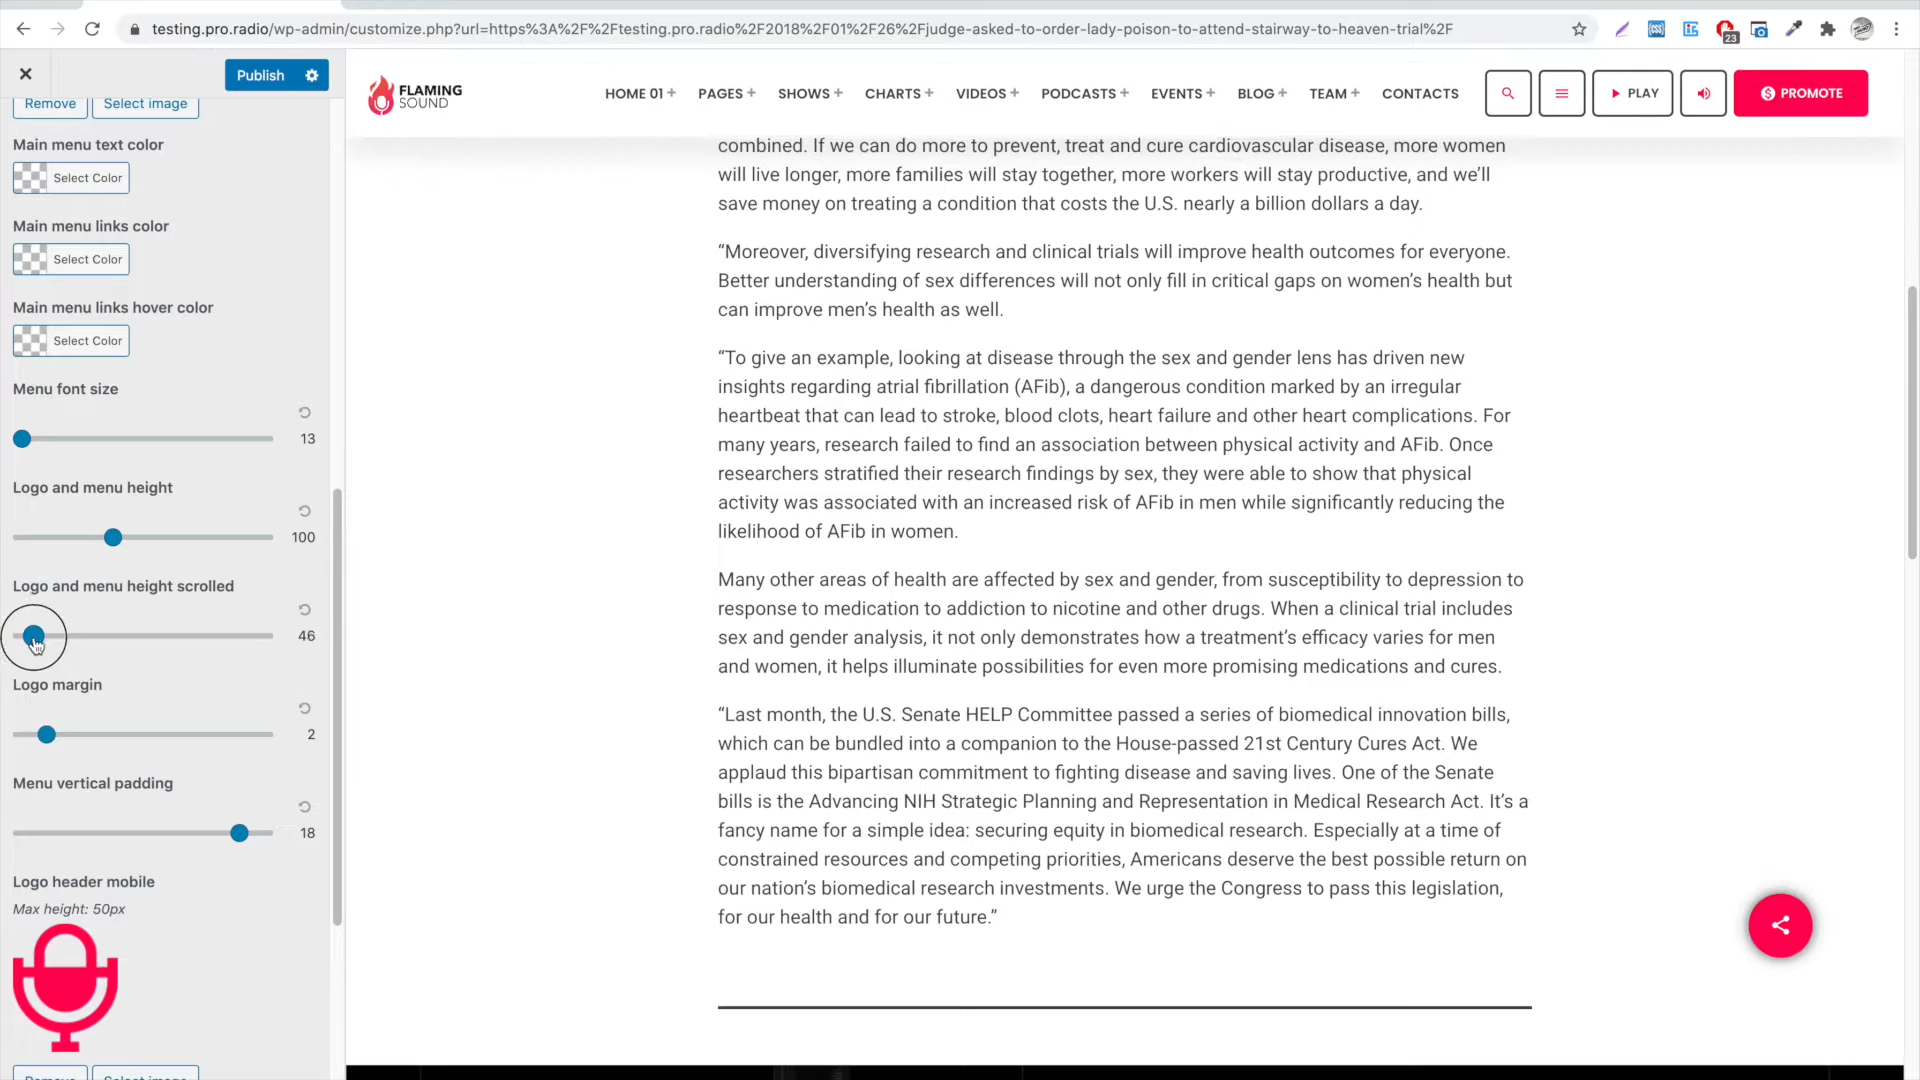 testing.pro.radio/wp-admin/customize.php?url=https%3A%2F%2Ftesting.pro.radio%2F2018%2F01%2F26%2Fjudge-asked-to-order-lady-poison-to-attend-stairway-to-heaven-trial%2F
23
Publish
Remove
Select image
Main menu text color
Select Color
Main menu links color
Select Color
Main menu links hover color
Select Color
Menu font size
13
Logo and menu height
100
Logo and menu height scrolled
46
Logo margin
2
Menu vertical padding
18
Logo header mobile
Max height: 50px
Remove
Select image
FLAMING
SOUND
HOME 01+ PAGES+ SHOWS+ CHARTS+ VIDEOS+ PODCASTS+ EVENTS+ BLOG+ TEAM+ CONTACTS
PLAY
PROMOTE
combined. If we can do more to prevent, treat and cure cardiovascular disease, more women
will live longer, more families will stay together, more workers will stay productive, and we’ll
save money on treating a condition that costs the U.S. nearly a billion dollars a day.
“Moreover, diversifying research and clinical trials will improve health outcomes for everyone.
Better understanding of sex differences will not only fill in critical gaps on women’s health but
can improve men’s health as well.
“To give an example, looking at disease through the sex and gender lens has driven new
insights regarding atrial fibrillation (AFib), a dangerous condition marked by an irregular
heartbeat that can lead to stroke, blood clots, heart failure and other heart complications. For
many years, research failed to find an association between physical activity and AFib. Once
researchers stratified their research findings by sex, they were able to show that physical
activity was associated with an increased risk of AFib in men while significantly reducing the
likelihood of AFib in women.
Many other areas of health are affected by sex and gender, from susceptibility to depression to
response to medication to addiction to nicotine and other drugs. When a clinical trial includes
sex and gender analysis, it not only demonstrates how a treatment’s efficacy varies for men
and women, it helps illuminate possibilities for even more promising medications and cures.
“Last month, the U.S. Senate HELP Committee passed a series of biomedical innovation bills,
which can be bundled into a companion to the House-passed 21st Century Cures Act. We
applaud this bipartisan commitment to fighting disease and saving lives. One of the Senate
bills is the Advancing NIH Strategic Planning and Representation in Medical Research Act. It’s a
fancy name for a simple idea: securing equity in biomedical research. Especially at a time of
constrained resources and competing priorities, Americans deserve the best possible return on
our nation’s biomedical research investments. We urge the Congress to pass this legislation,
for our health and for our future.”